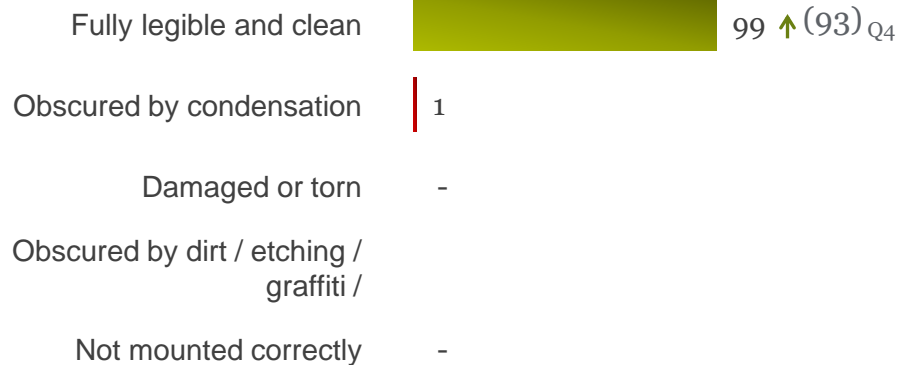 Fully legible and clean 99 ↑ (93) Q4
Obscured by condensation 1
Damaged or torn -
Obscured by dirt / etching /
graffiti /
Not mounted correctly -